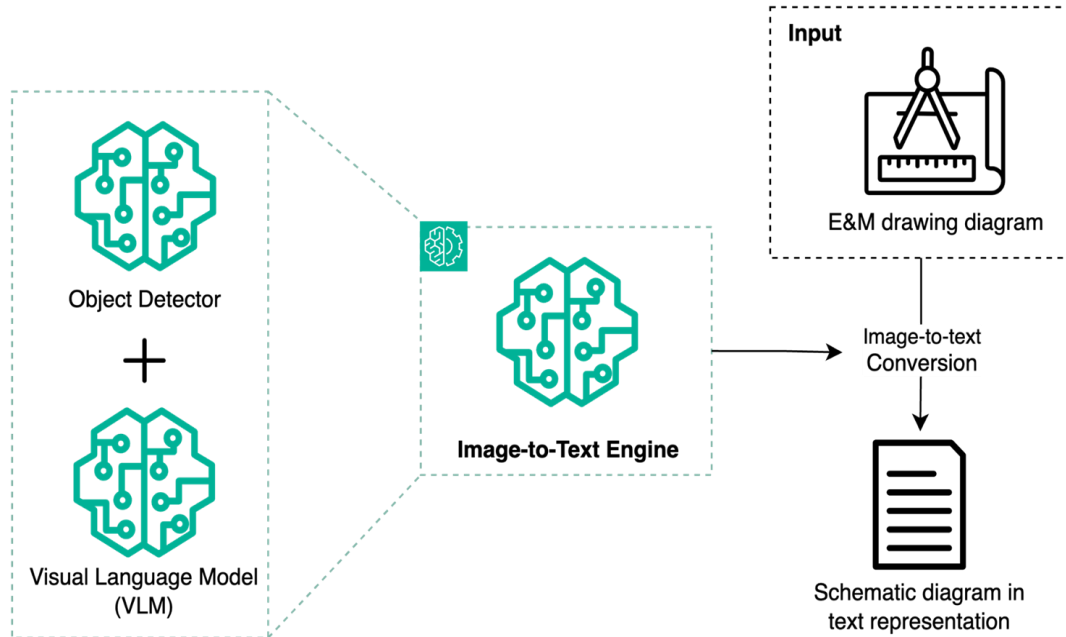 Input
E&M drawing diagram
Object Detector
Image-to-text
Conversion
Image-to-Text Engine
Visual Language Model
(VLM)
Schematic diagram in
text representation